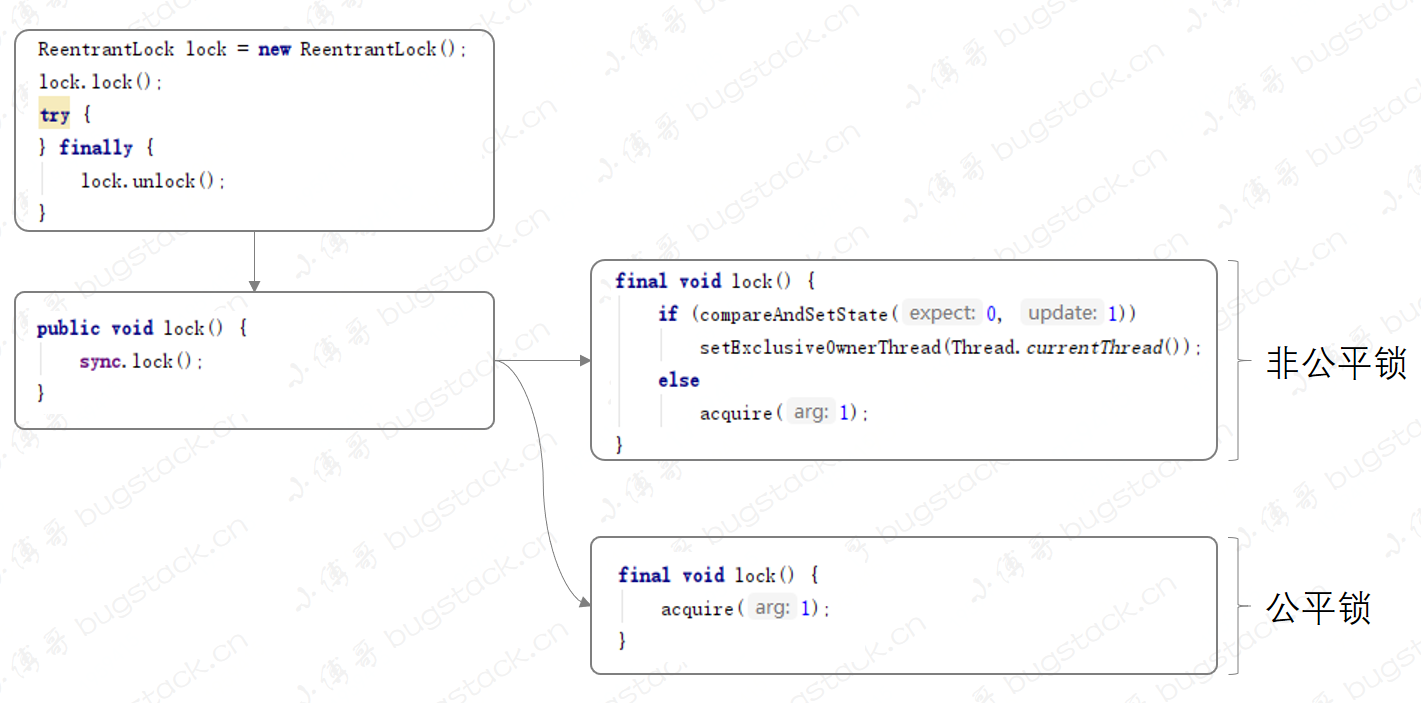 ReentrantLock lock = new ReentrantLock();
lock.lock();
try {
} finally {
lock.unlock();
}
public void lock() {
sync.lock();
}
final void lock() {
if (compareAndSetState( expect: 0, update: 1))
setExclusiveOwnerThread(Thread.currentThread());
else
acquire( arg: 1);
}
非公平锁
final void lock() {
acquire( arg: 1);
}
公平锁
小傅哥 bugstack.cn